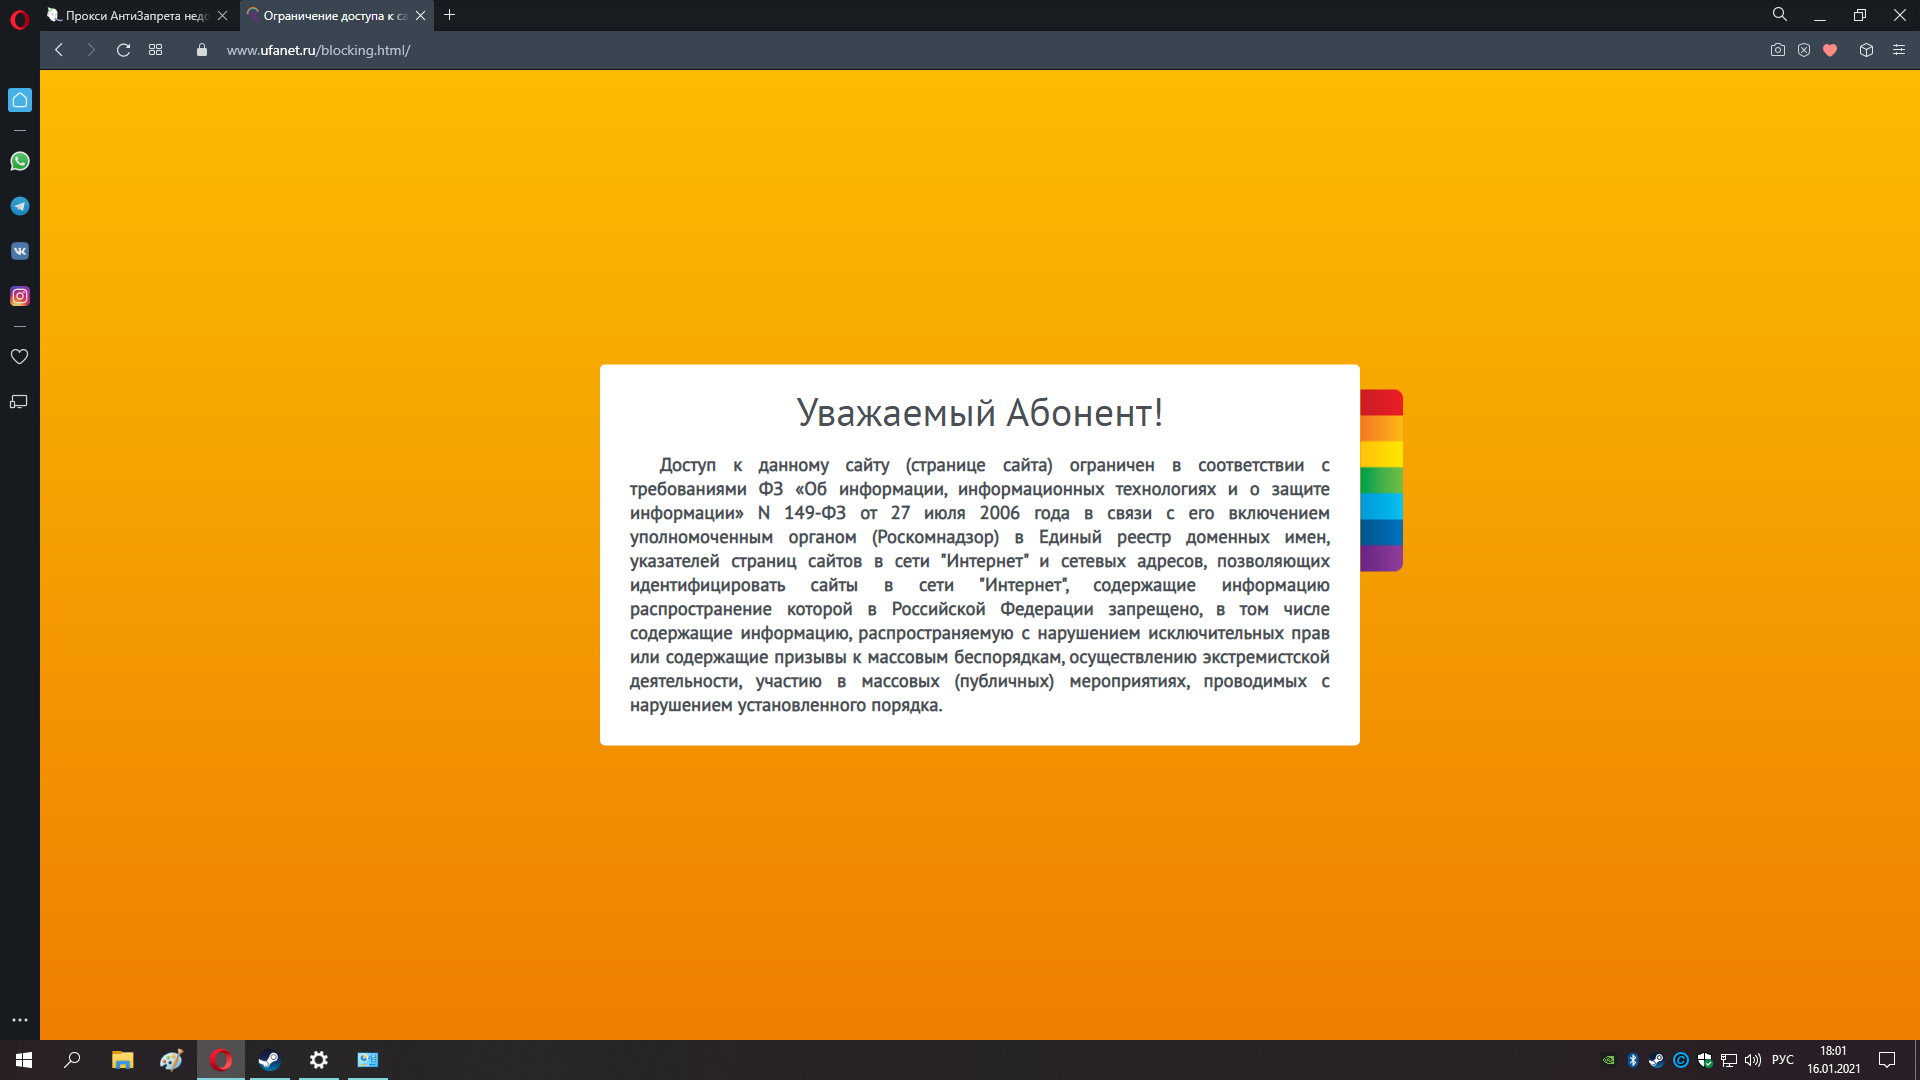 Прокси АнтиЗапрета недо
Ограничение доступа к са
www.ufanet.ru/blocking.html/
Уважаемый Абонент!
Доступ к данному сайту (странице сайта) ограничен в соответствии с
требованиями ФЗ «Об информации, информационных технологиях и о защите
информации» N 149-ФЗ от 27 июля 2006 года в связи с его включением
уполномоченным органом (Роскомнадзор) в Единый реестр доменных имен,
указателей страниц сайтов в сети "Интернет" и сетевых адресов, позволяющих
идентифицировать сайты в сети "Интернет", содержащие информацию
распространение которой в Российской Федерации запрещено, в том числе
содержащие информацию, распространяемую с нарушением исключительных прав
или содержащие призывы к массовым беспорядкам, осуществлению экстремистской
деятельности, участию в массовых (публичных) мероприятиях, проводимых с
нарушением установленного порядка.
РУС
18:01
16.01.2021